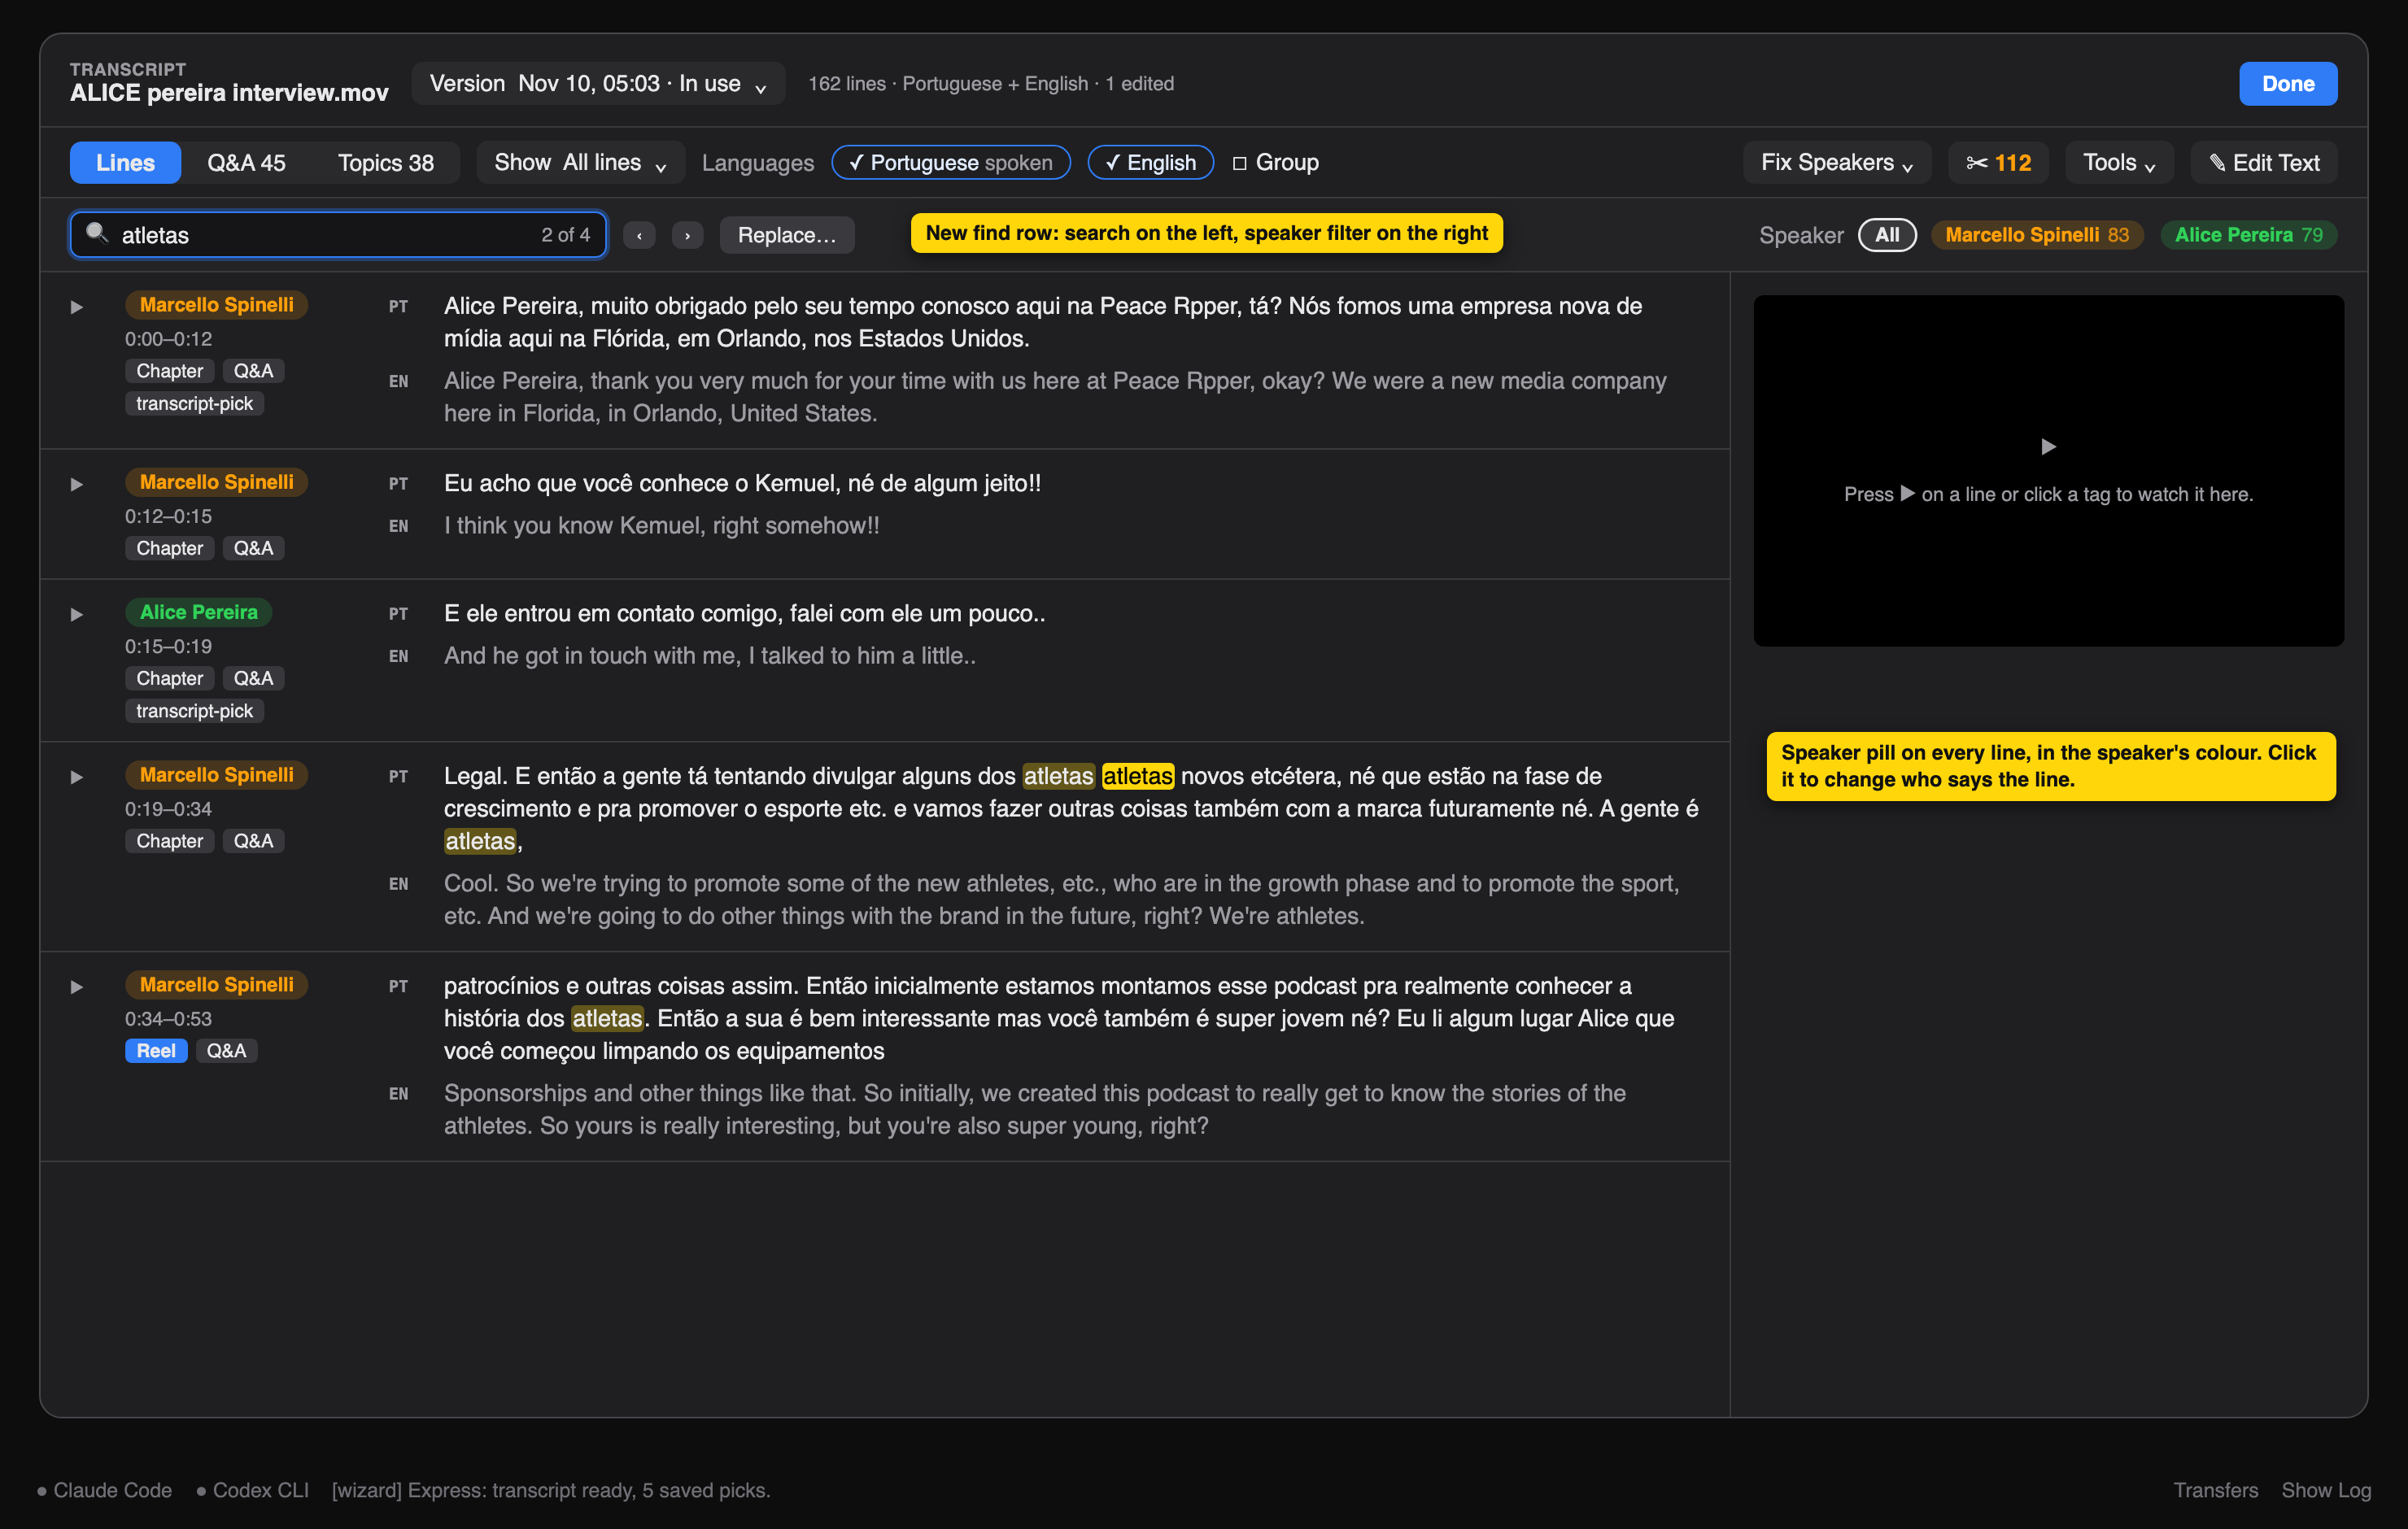 TRANSCRIPT
ALICE pereira interview.mov
Version Nov 10, 05:03 · In use
162 lines · Portuguese + English · 1 edited
Done
Lines Q&A 45 Topics 38
Show All lines
Languages ✓ Portuguese spoken ✓ English Group
Fix Speakers 112 Tools Edit Text
atletas 2 of 4 ‹ › Replace…
New find row: search on the left, speaker filter on the right
Speaker All Marcello Spinelli 83 Alice Pereira 79
Marcello Spinelli
0:00–0:12
Chapter Q&A
transcript-pick
PT Alice Pereira, muito obrigado pelo seu tempo conosco aqui na Peace Rpper, tá? Nós fomos uma empresa nova de
mídia aqui na Flórida, em Orlando, nos Estados Unidos.
EN Alice Pereira, thank you very much for your time with us here at Peace Rpper, okay? We were a new media company
here in Florida, in Orlando, United States.
Marcello Spinelli
0:12–0:15
Chapter Q&A
PT Eu acho que você conhece o Kemuel, né de algum jeito!!
EN I think you know Kemuel, right somehow!!
Alice Pereira
0:15–0:19
Chapter Q&A
transcript-pick
PT E ele entrou em contato comigo, falei com ele um pouco..
EN And he got in touch with me, I talked to him a little..
Marcello Spinelli
0:19–0:34
Chapter Q&A
PT Legal. E então a gente tá tentando divulgar alguns dos atletas atletas novos etcétera, né que estão na fase de
crescimento e pra promover o esporte etc. e vamos fazer outras coisas também com a marca futuramente né. A gente é
atletas,
EN Cool. So we're trying to promote some of the new athletes, etc., who are in the growth phase and to promote the sport,
etc. And we're going to do other things with the brand in the future, right? We're athletes.
Marcello Spinelli
0:34–0:53
Reel Q&A
PT patrocínios e outras coisas assim. Então inicialmente estamos montamos esse podcast pra realmente conhecer a
história dos atletas. Então a sua é bem interessante mas você também é super jovem né? Eu li algum lugar Alice que
você começou limpando os equipamentos
EN Sponsorships and other things like that. So initially, we created this podcast to really get to know the stories of the
athletes. So yours is really interesting, but you're also super young, right?
Press ▶ on a line or click a tag to watch it here.
Speaker pill on every line, in the speaker's colour. Click
it to change who says the line.
Claude Code Codex CLI [wizard] Express: transcript ready, 5 saved picks.
Transfers Show Log